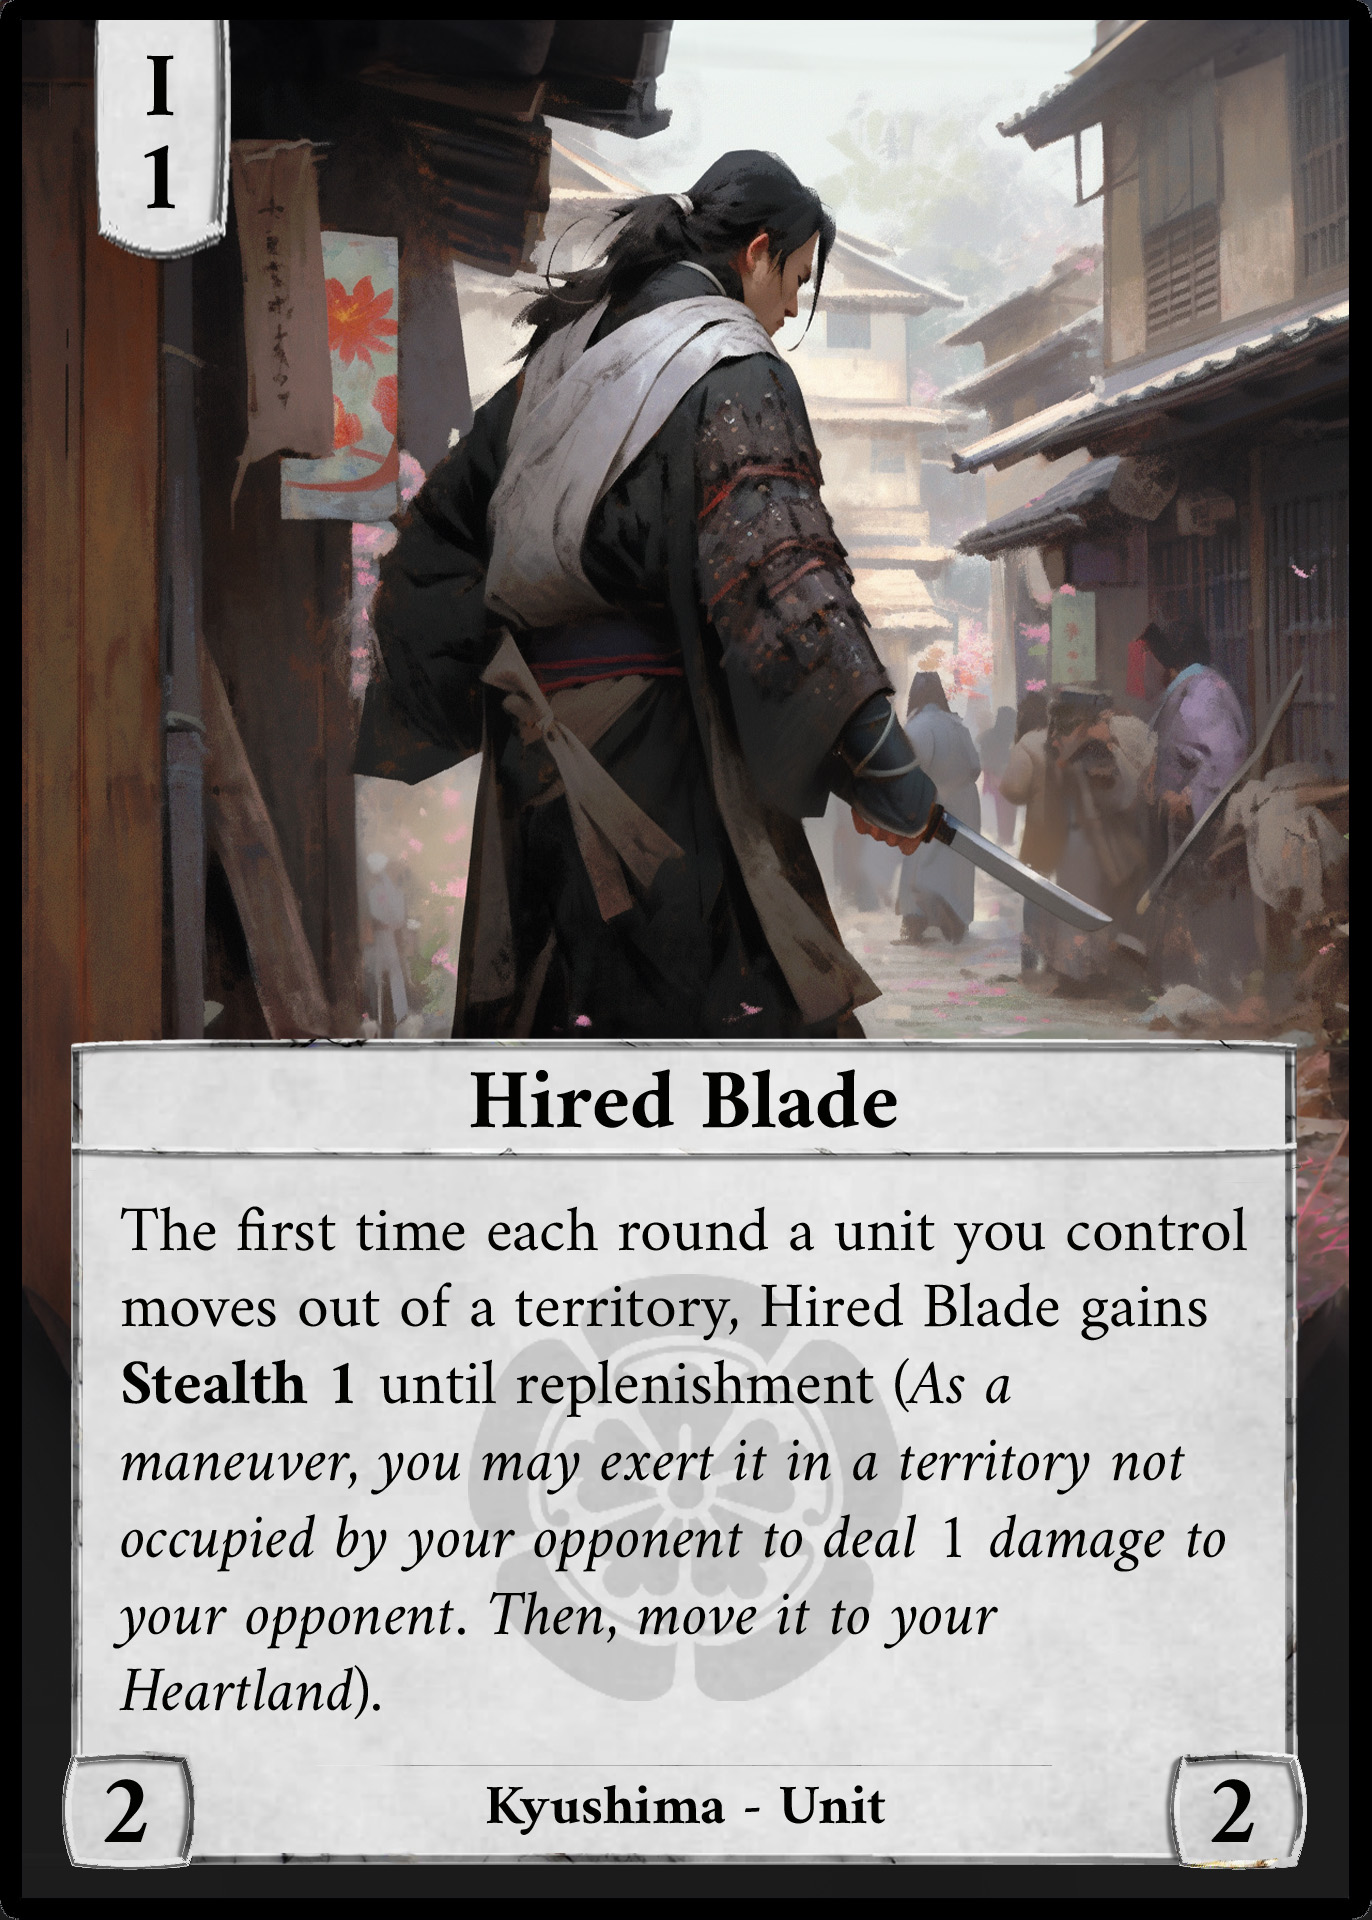 I
1
Hired Blade
The first time each round a unit you control
moves out of a territory, Hired Blade gains
Stealth 1 until replenishment (As a
maneuver, you may exert it in a territory not
occupied by your opponent to deal 1 damage to
your opponent. Then, move it to your
Heartland).
2
Kyushima - Unit
2